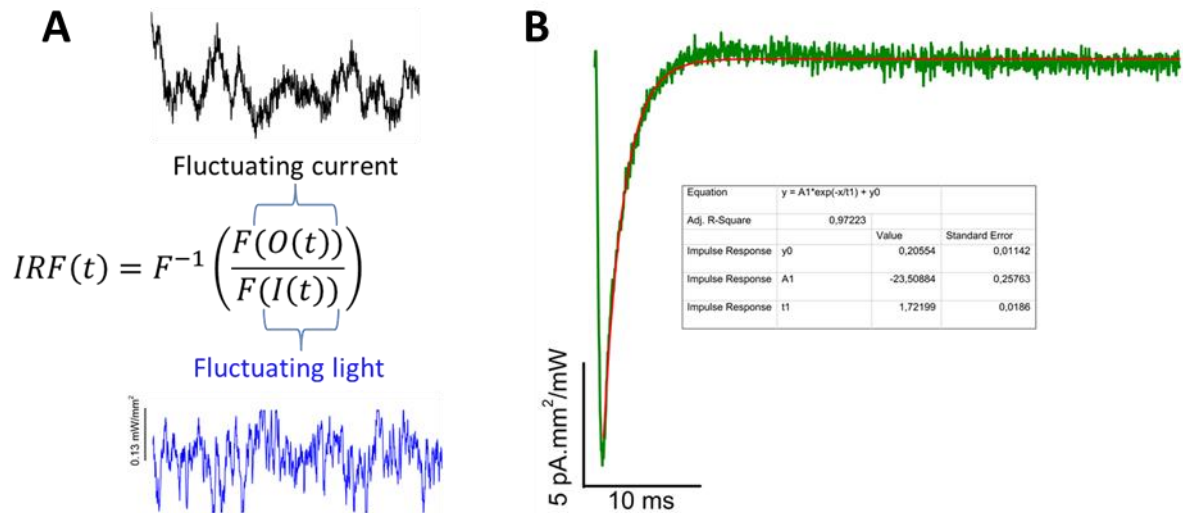 A
B
Fluctuating current
IRF(t) = F⁻¹ ( F(O(t)) / F(I(t)) )
Fluctuating light
0.13 mW/mm²
Equation y = A1*exp(-x/t1) + y0
Adj. R-Square 0,97223
Value Standard Error
Impulse Response y0 0,20554 0,01142
Impulse Response A1 -23,50884 0,25763
Impulse Response t1 1,72199 0,0186
5 pA.mm²/mW
10 ms